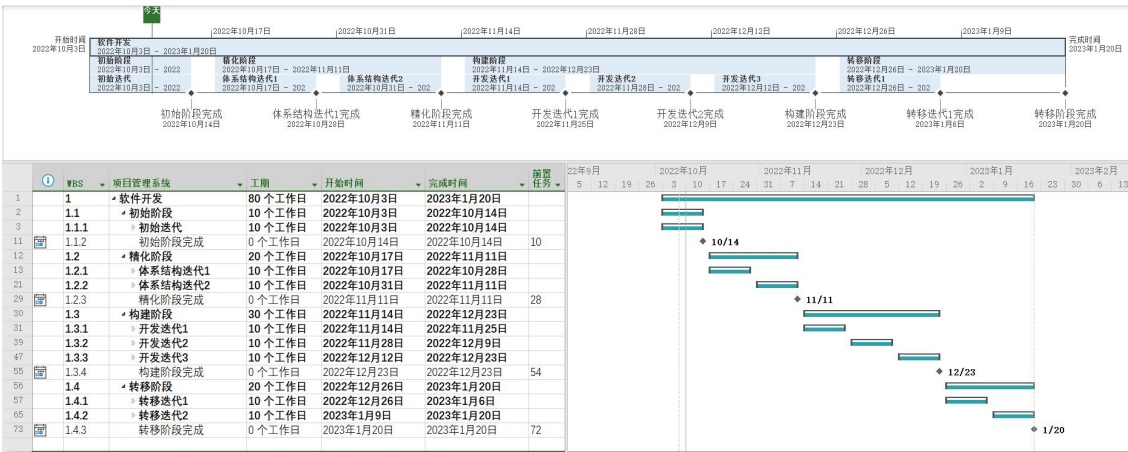 今天
2022年10月17日 2022年10月31日 2022年11月14日 2022年11月28日 2022年12月12日 2022年12月26日 2023年1月9日
开始时间
2022年10月3日
完成时间
2023年1月20日
软件开发
2022年10月3日 - 2023年1月20日
初始阶段 精化阶段 构建阶段 转移阶段
2022年10月3日 - 2022 2022年10月17日 - 2022年11月11日 2022年11月14日 - 2022年12月23日 2022年12月26日 - 2023年1月20日
初始迭代 体系结构迭代1 体系结构迭代2 开发迭代1 开发迭代2 开发迭代3 转移迭代1
2022年10月3日 - 2022 2022年10月17日 - 202 2022年10月31日 - 202 2022年11月14日 - 202 2022年11月28日 - 202 2022年12月12日 - 202 2022年12月26日 - 202
初始阶段完成 体系结构迭代1完成 精化阶段完成 开发迭代1完成 开发迭代2完成 构建阶段完成 转移迭代1完成 转移阶段完成
2022年10月14日 2022年10月28日 2022年11月11日 2022年11月25日 2022年12月9日 2022年12月23日 2023年1月6日 2023年1月20日
WBS 项目管理系统 工期 开始时间 完成时间 前置任务
22年9月 2022年10月 2022年11月 2022年12月 2023年1月 2023年2月
5 12 19 26 3 10 17 24 31 7 14 21 28 5 12 19 26 2 9 16 23 30 6 13
1 1 软件开发 80 个工作日 2022年10月3日 2023年1月20日
2 1.1 初始阶段 10 个工作日 2022年10月3日 2022年10月14日
3 1.1.1 初始迭代 10 个工作日 2022年10月3日 2022年10月14日
11 1.1.2 初始阶段完成 0 个工作日 2022年10月14日 2022年10月14日 10 10/14
12 1.2 精化阶段 20 个工作日 2022年10月17日 2022年11月11日
13 1.2.1 体系结构迭代1 10 个工作日 2022年10月17日 2022年10月28日
21 1.2.2 体系结构迭代2 10 个工作日 2022年10月31日 2022年11月11日
29 1.2.3 精化阶段完成 0 个工作日 2022年11月11日 2022年11月11日 28 11/11
30 1.3 构建阶段 30 个工作日 2022年11月14日 2022年12月23日
31 1.3.1 开发迭代1 10 个工作日 2022年11月14日 2022年11月25日
39 1.3.2 开发迭代2 10 个工作日 2022年11月28日 2022年12月9日
47 1.3.3 开发迭代3 10 个工作日 2022年12月12日 2022年12月23日
55 1.3.4 构建阶段完成 0 个工作日 2022年12月23日 2022年12月23日 54 12/23
56 1.4 转移阶段 20 个工作日 2022年12月26日 2023年1月20日
57 1.4.1 转移迭代1 10 个工作日 2022年12月26日 2023年1月6日
65 1.4.2 转移迭代2 10 个工作日 2023年1月9日 2023年1月20日
73 1.4.3 转移阶段完成 0 个工作日 2023年1月20日 2023年1月20日 72 1/20